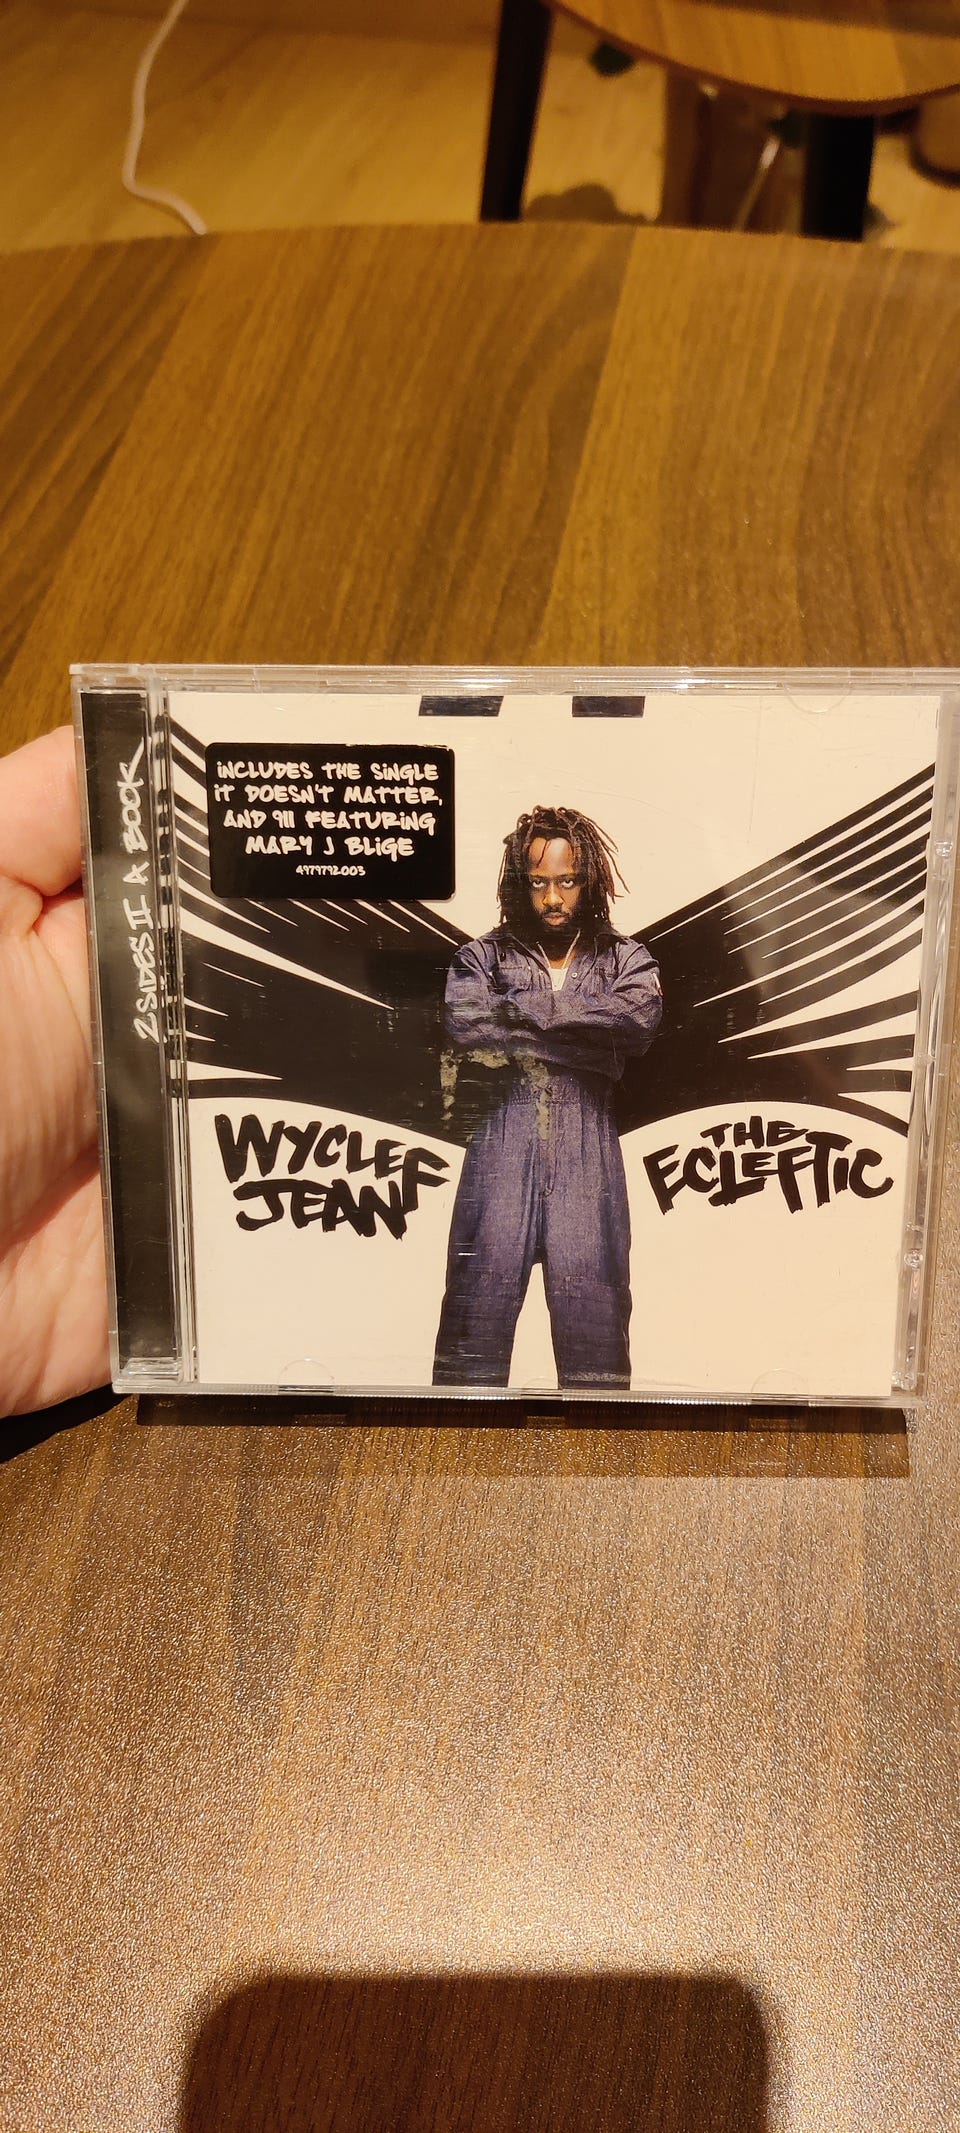 2 SIDES II A BOOK
INCLUDES THE SINGLE
IT DOESN'T MATTER,
AND 911 FEATURING
MARY J BLIGE
4979792003
WYCLEF
JEAN
THE
ECLEFTIC